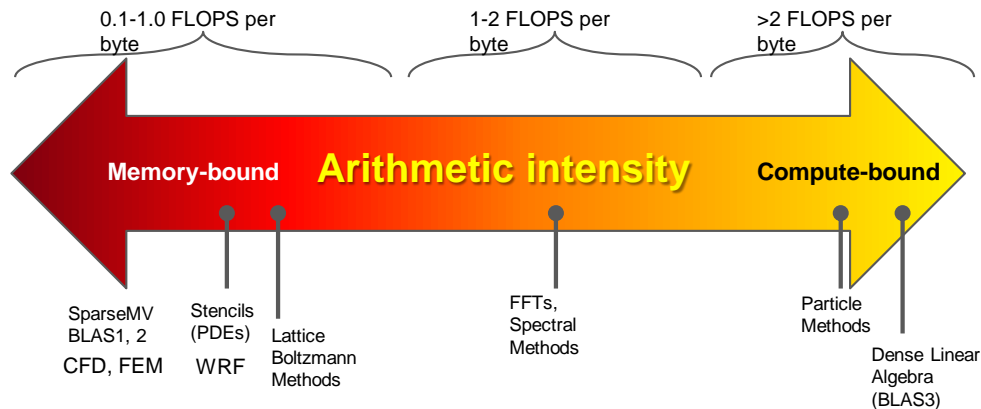 0.1-1.0 FLOPS per
byte
1-2 FLOPS per
byte
>2 FLOPS per
byte
Memory-bound
Arithmetic intensity
Compute-bound
SparseMV
BLAS1, 2
CFD, FEM
Stencils
(PDEs)
WRF
Lattice
Boltzmann
Methods
FFTs,
Spectral
Methods
Particle
Methods
Dense Linear
Algebra
(BLAS3)